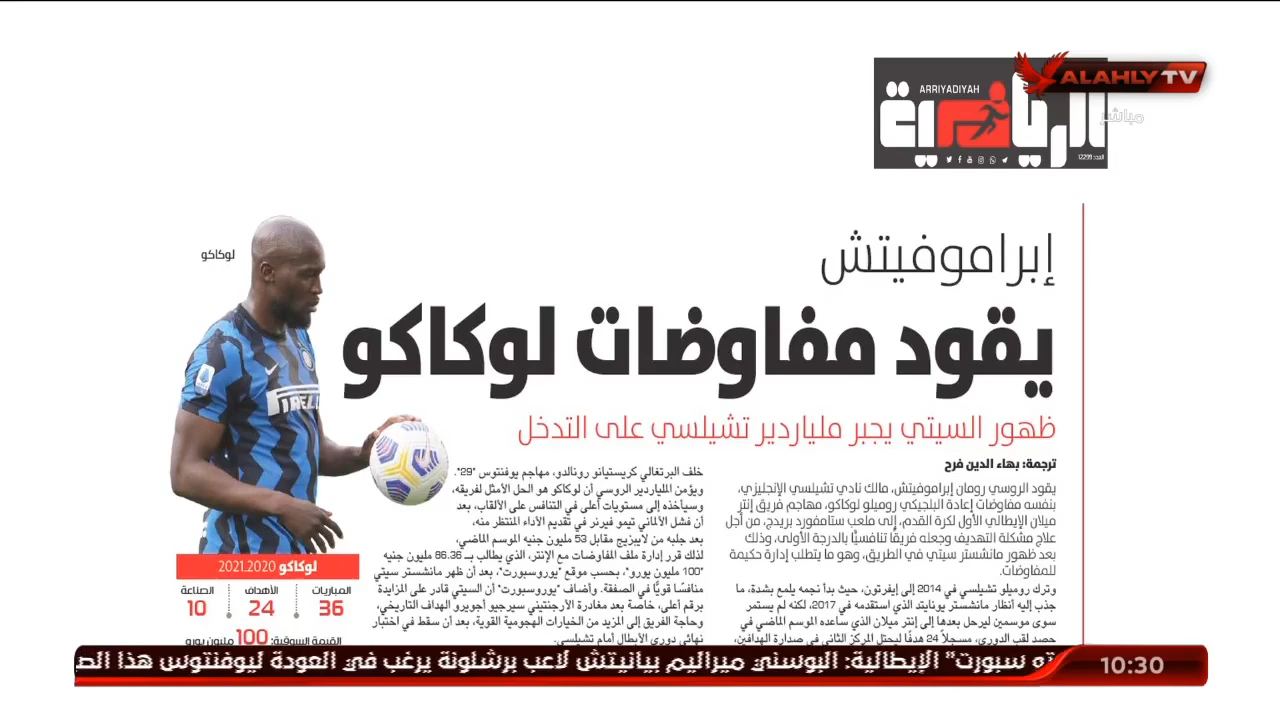 ALAHLY TV
مباشر
ARRIYADIYAH
الرياضية
العدد 12299
إبراموفيتش
يقود مفاوضات لوكاكو
ظهور السيتي يجبر ملياردير تشيلسي على التدخل
ترجمة: بهاء الدين فرح
يقود الروسي رومان إبراموفيتش، مالك نادي تشيلسي الإنجليزي،
بنفسه مفاوضات إعادة البلجيكي روميلو لوكاكو، مهاجم فريق إنتر
ميلان الإيطالي الأول لكرة القدم، إلى ملعب ستامفورد بريدج، من أجل
علاج مشكلة التهديف وجعله فريقًا تنافسيًّا بالدرجة الأولى، وذلك
بعد ظهور مانشستر سيتي في الطريق، وهو ما يتطلب إدارة حكيمة
للمفاوضات.
وترك روميلو تشيلسي في 2014 إلى إيفرتون، حيث بدأ نجمه يلمع بشدة، ما
جذب إليه أنظار مانشستر يونايتد الذي استقدمه في 2017، لكنه لم يستمر
سوى موسمين ليرحل بعدها إلى إنتر ميلان الذي ساعده الموسم الماضي في
حصد لقب الدوري، مسجلاً 24 هدفًا ليحتل المركز الثاني في صدارة الهدافين،
خلف البرتغالي كريستيانو رونالدو، مهاجم يوفنتوس "29".
ويؤمن الملياردير الروسي أن لوكاكو هو الحل الأمثل لفريقه،
وسيأخذه إلى مستويات أعلى في التنافس على الألقاب، بعد
أن فشل الألماني تيمو فيرنر في تقديم الأداء المنتظر منه،
بعد جلبه من لايبزيج مقابل 53 مليون جنيه الموسم الماضي،
لذلك قرر إدارة ملف المفاوضات مع الإنتر، الذي يطالب بـ 86.36 مليون جنيه
"100 مليون يورو"، بحسب موقع "يوروسبورت"، بعد أن ظهر مانشستر سيتي
منافسًا قويًّا في الصفقة. وأضاف "يوروسبورت" أن السيتي قادر على المزايدة
برقم أعلى، خاصة بعد مغادرة الأرجنتيني سيرجيو أجويرو الهداف التاريخي،
وحاجة الفريق إلى المزيد من الخيارات الهجومية القوية، بعد أن سقط في اختبار
نهائي دوري الأبطال أمام تشيلسي.
لوكاكو
PIRELLI
لوكاكو 2021.2020
المباريات
36
الأهداف
24
الصناعة
10
القيمة السوقية: 100 مليون يورو
10:30
سبورت" الإيطالية: البوسني ميراليم بيانيتش لاعب برشلونة يرغب في العودة ليوفنتوس هذا